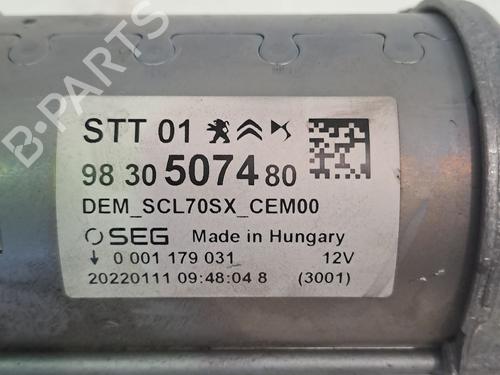 STT 01
98 30 5074 80
DEM_SCL70SX_CEM00
SEG Made in Hungary
0 001 179 031 12V
20220111 09:48:04 8 (3001)
B-PARTS